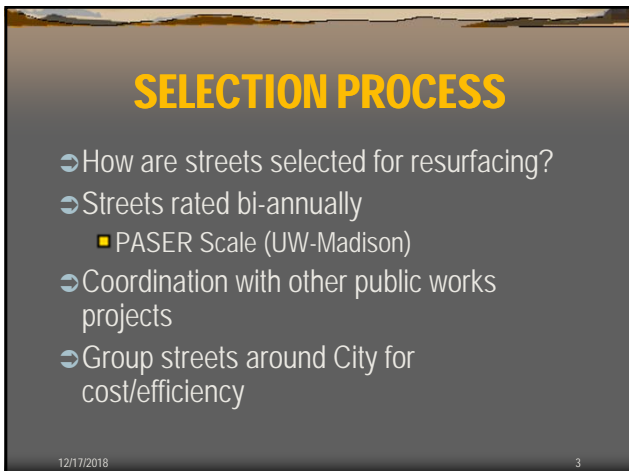 SELECTION PROCESS
How are streets selected for resurfacing?
Streets rated bi-annually
PASER Scale (UW-Madison)
Coordination with other public works
projects
Group streets around City for
cost/efficiency
12/17/2018
3